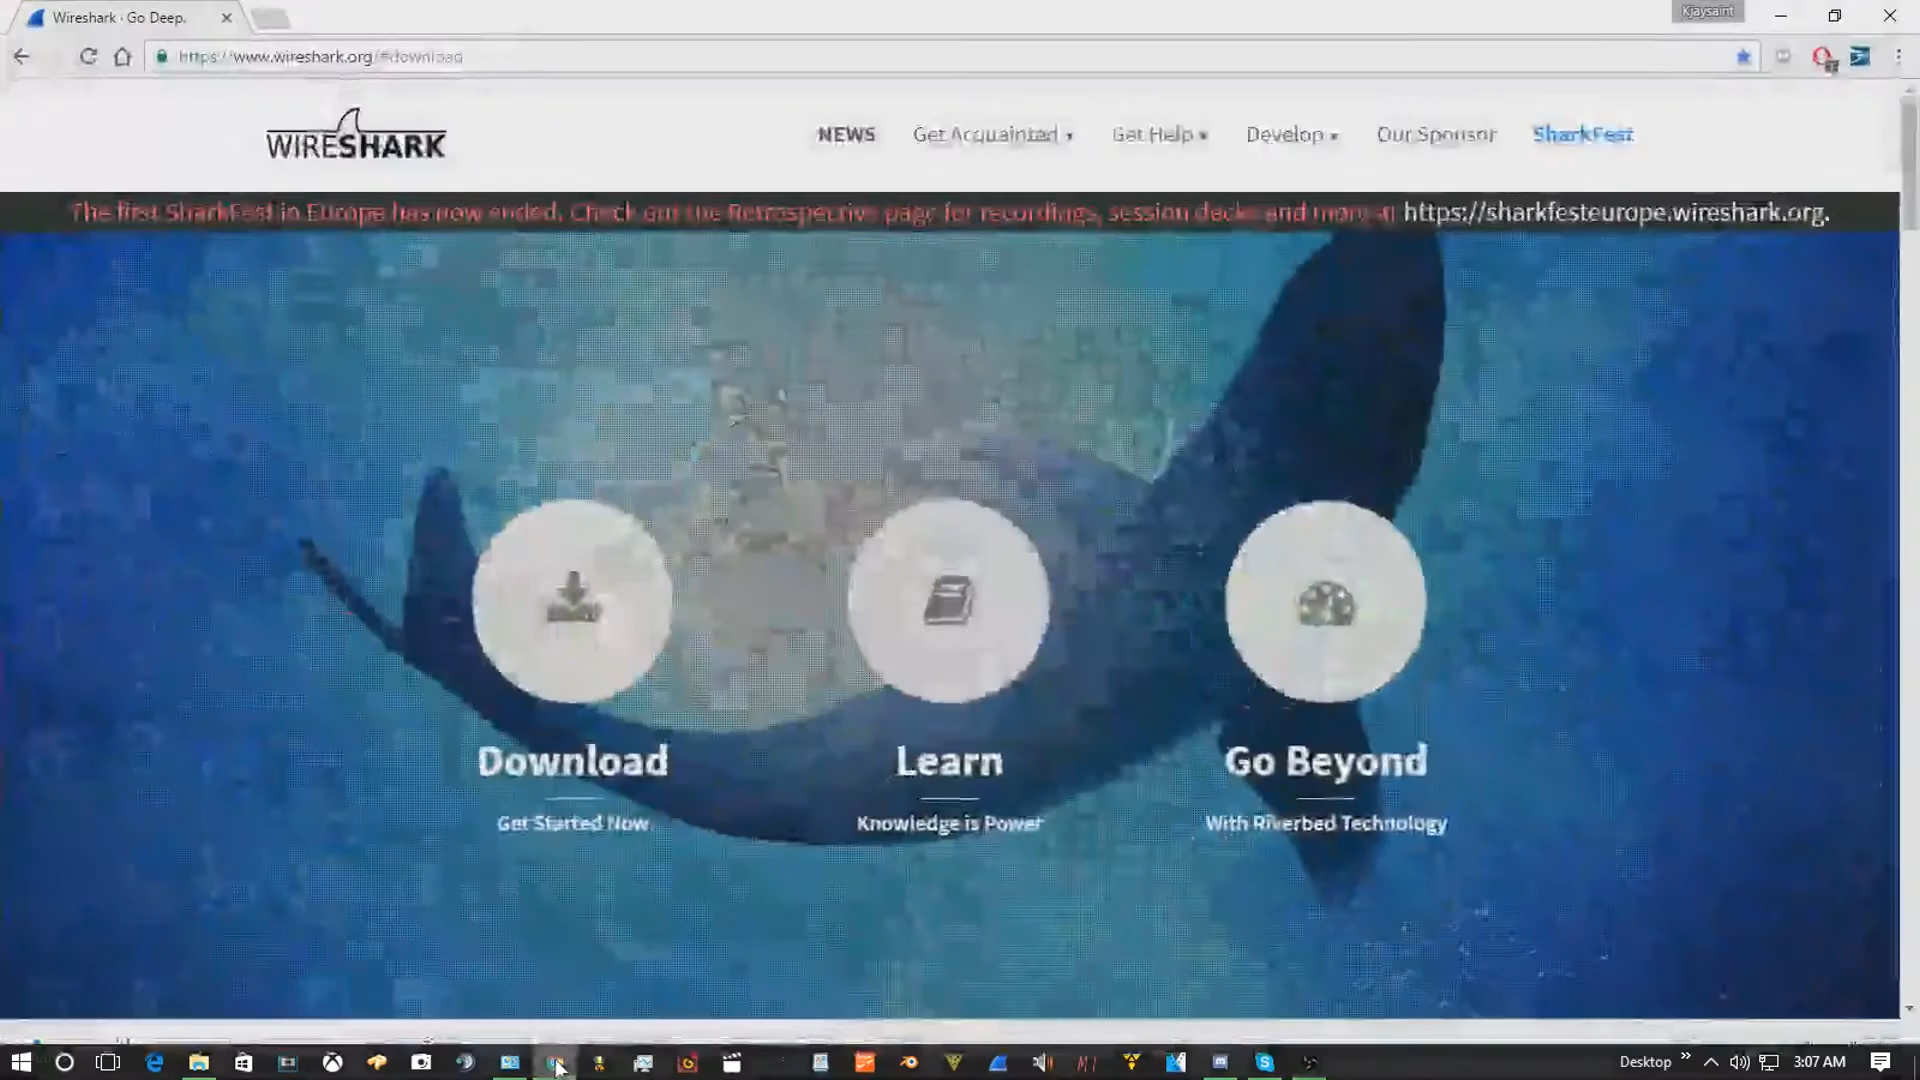 Wireshark · Go Deep.
Kjaysaint
https://www.wireshark.org/#download
WIRESHARK
NEWS Get Acquainted Get Help Develop Our Sponsor SharkFest
The first SharkFest in Europe has now ended. Check out the Retrospective page for recordings, session decks and more at https://sharkfesteurope.wireshark.org.
Download Learn Go Beyond
Get Started Now Knowledge is Power With Riverbed Technology
Desktop 3:07 AM